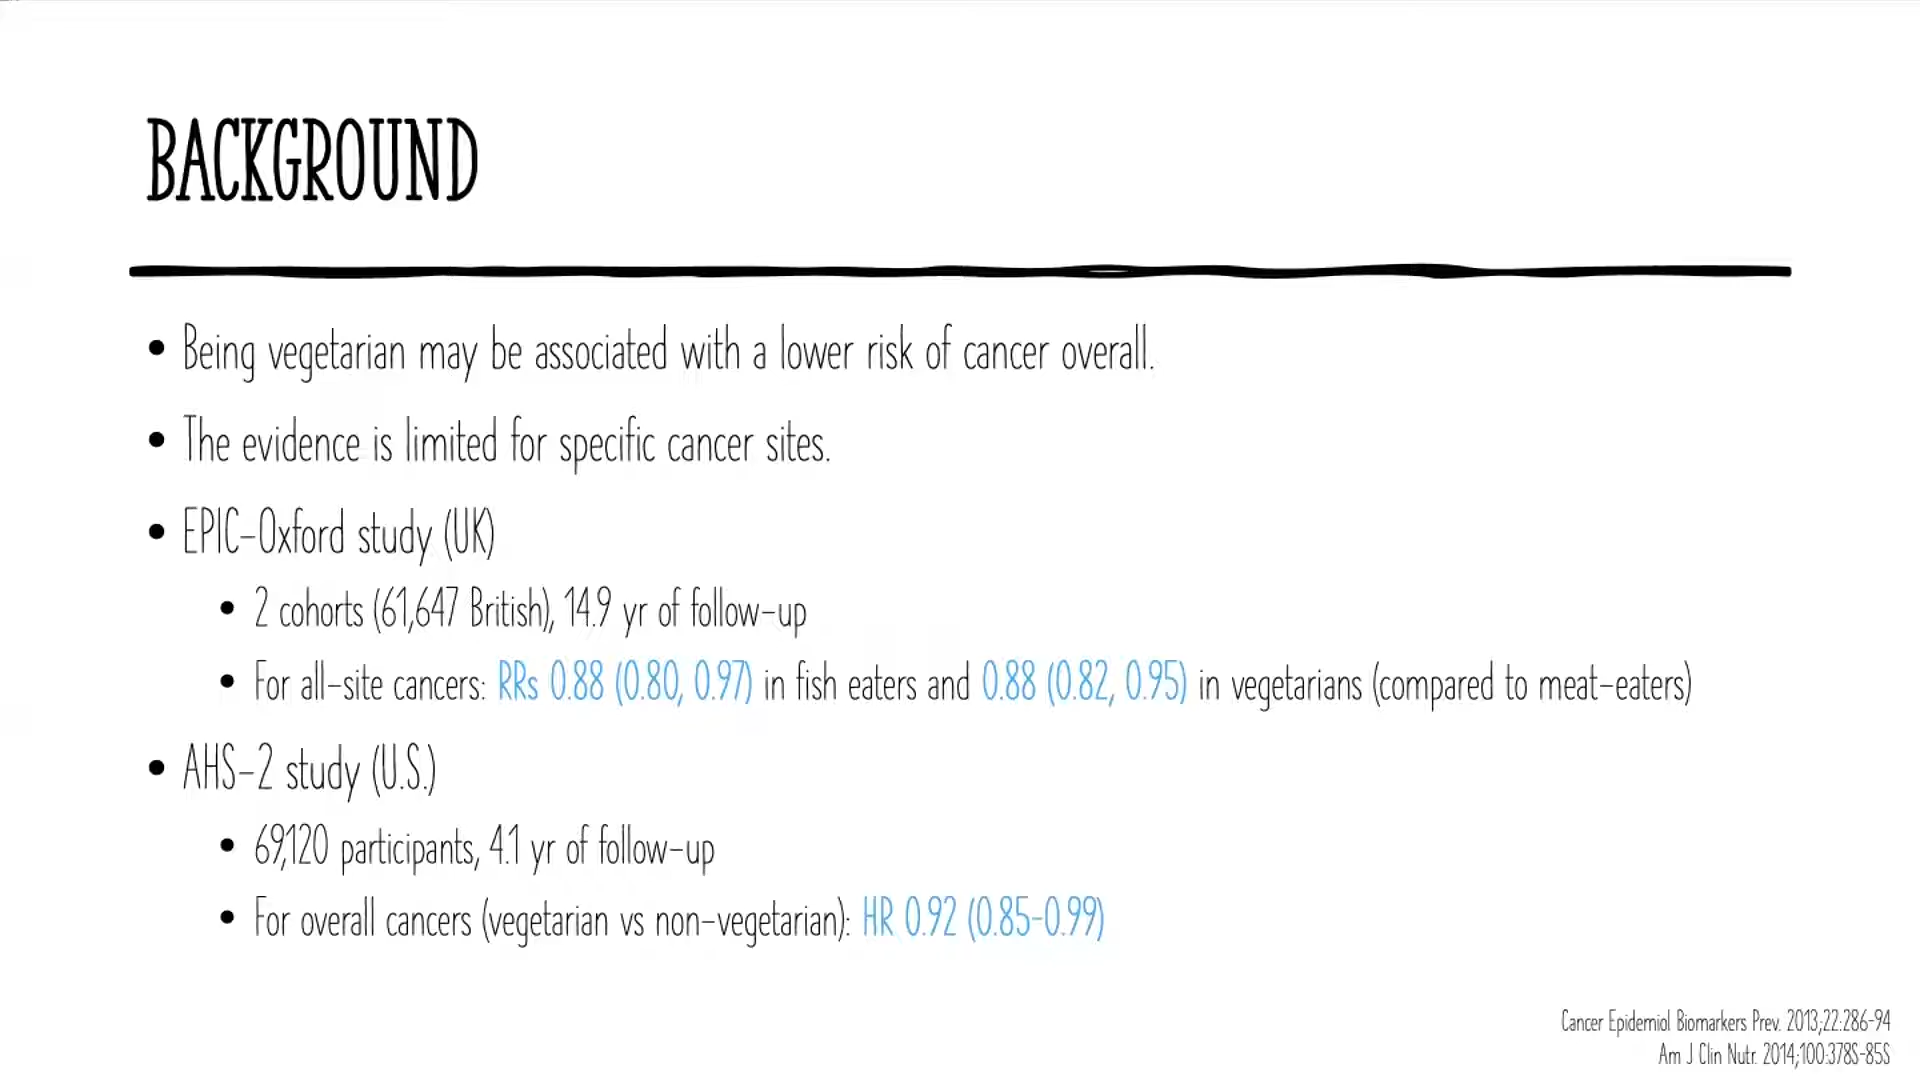 BACKGROUND
• Being vegetarian may be associated with a lower risk of cancer overall.
• The evidence is limited for specific cancer sites.
• EPIC-Oxford study (UK)
• 2 cohorts (61,647 British), 14.9 yr of follow-up
• For all-site cancers: RRs 0.88 (0.80, 0.97) in fish eaters and 0.88 (0.82, 0.95) in vegetarians (compared to meat-eaters)
• AHS-2 study (U.S.)
• 69,120 participants, 4.1 yr of follow-up
• For overall cancers (vegetarian vs non-vegetarian): HR 0.92 (0.85-0.99)
Cancer Epidemiol Biomarkers Prev. 2013;22:286-94
Am J Clin Nutr. 2014;100:378S-85S